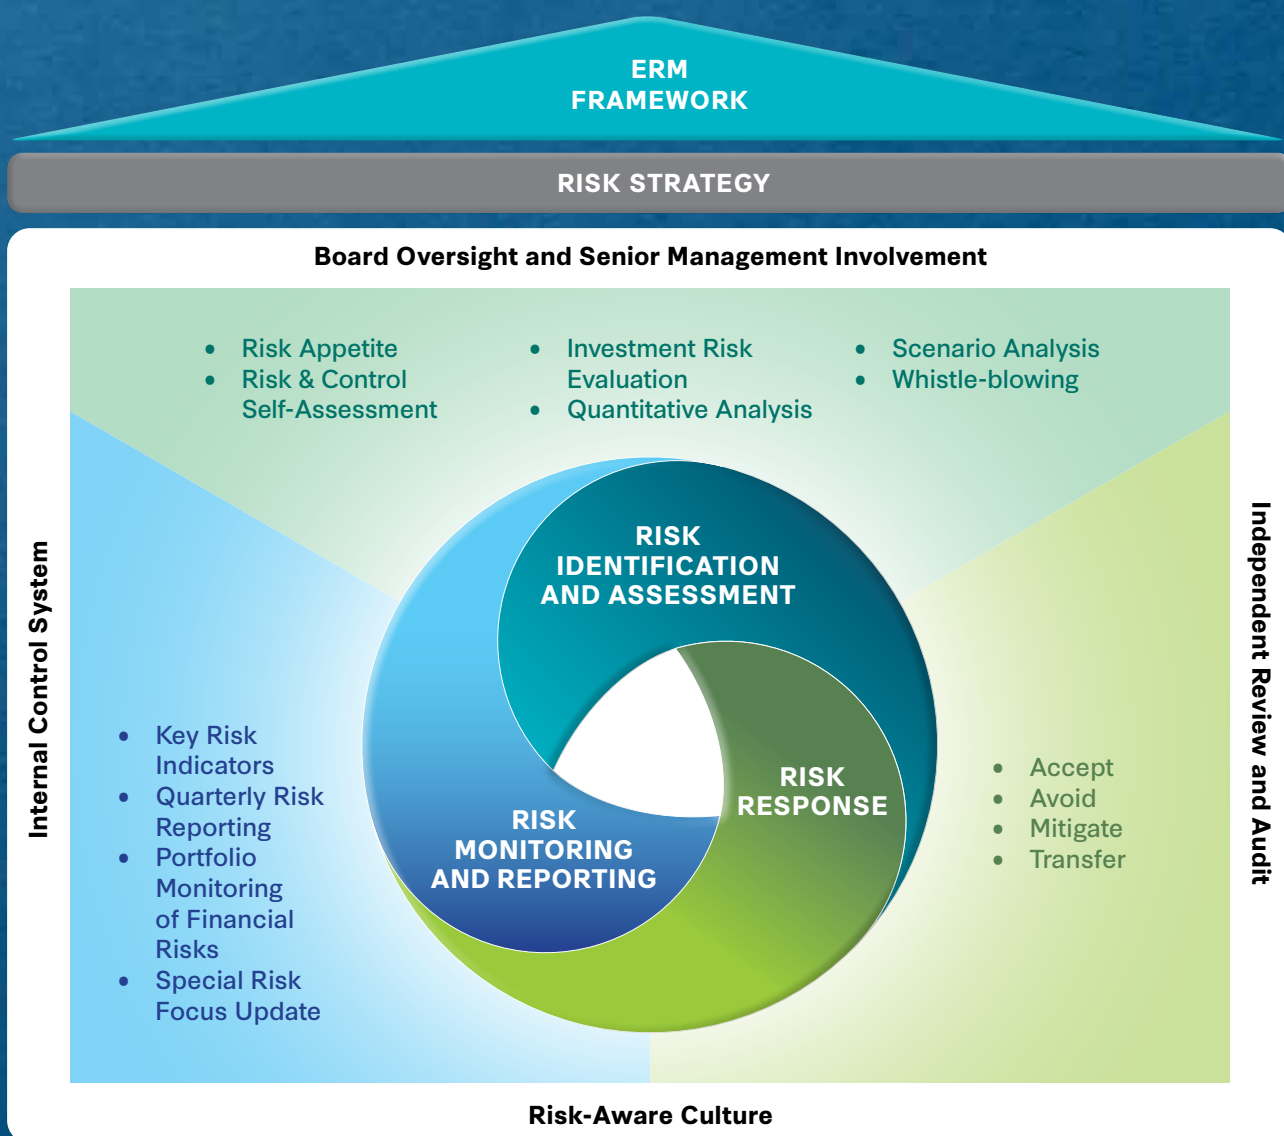 ERM
FRAMEWORK
RISK STRATEGY
Board Oversight and Senior Management Involvement
• Risk Appetite
• Risk & Control
Self-Assessment
• Investment Risk
Evaluation
• Quantitative Analysis
• Scenario Analysis
• Whistle-blowing
Internal Control System
RISK
IDENTIFICATION
AND ASSESSMENT
• Key Risk
Indicators
• Quarterly Risk
Reporting
• Portfolio
Monitoring
of Financial
Risks
• Special Risk
Focus Update
RISK
MONITORING
AND REPORTING
RISK
RESPONSE
• Accept
• Avoid
• Mitigate
• Transfer
Independent Review and Audit
Risk-Aware Culture